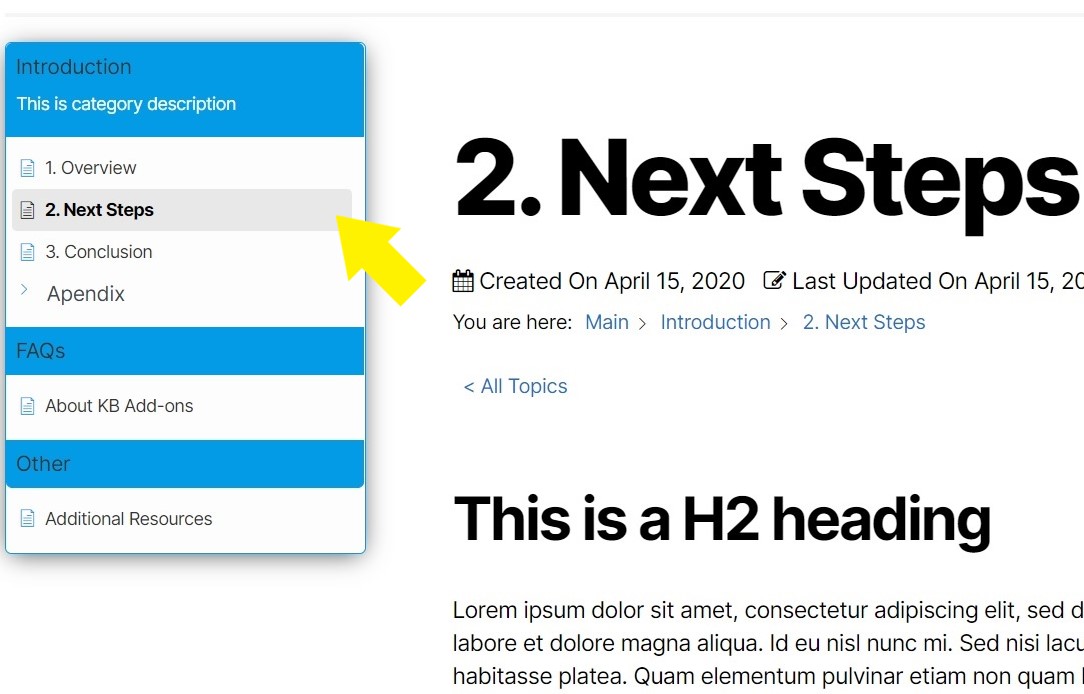 Introduction
This is category description
1. Overview
2. Next Steps
3. Conclusion
Apendix
FAQs
About KB Add-ons
Other
Additional Resources
2. Next Steps
Created On April 15, 2020 Last Updated On April 15, 20
You are here: Main > Introduction > 2. Next Steps
< All Topics
This is a H2 heading
Lorem ipsum dolor sit amet, consectetur adipiscing elit, sed d
labore et dolore magna aliqua. Id eu nisl nunc mi. Sed nisi lacu
habitasse platea. Quam elementum pulvinar etiam non quam